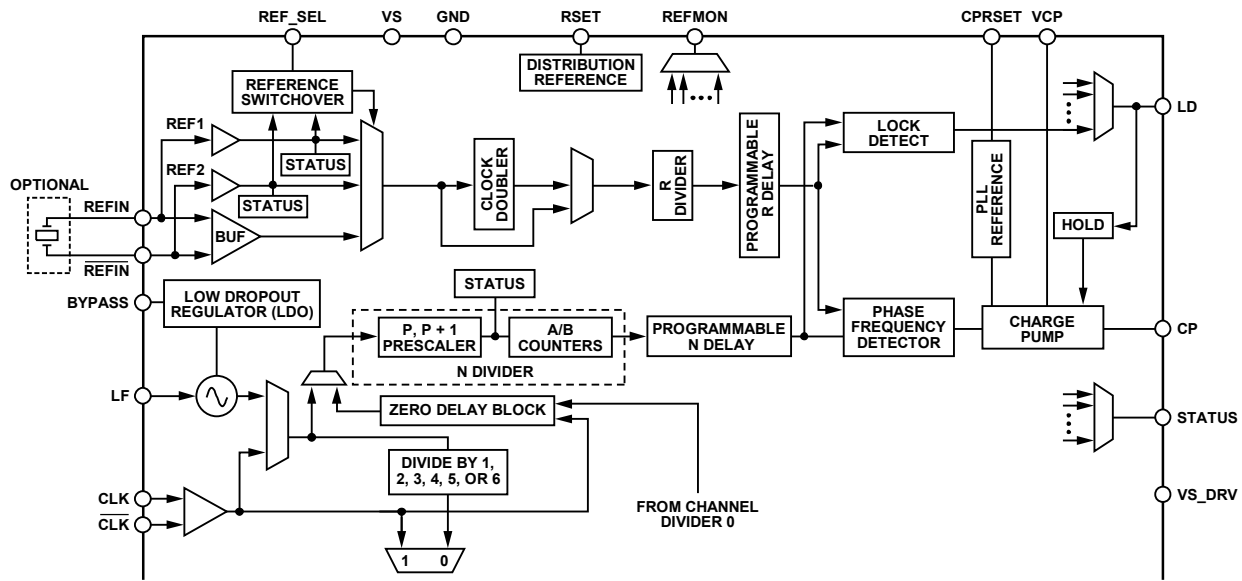 REF_SEL
VS
GND
RSET
REFMON
CPRSET
VCP
DISTRIBUTION
REFERENCE
REFERENCE
SWITCHOVER
LD
REF1
LOCK
DETECT
STATUS
REF2
OPTIONAL
STATUS
CLOCK
DOUBLER
R
DIVIDER
PROGRAMMABLE
R DELAY
PLL
REFERENCE
REFIN
BUF
HOLD
REFIN
BYPASS
LOW DROPOUT
REGULATOR (LDO)
STATUS
P, P + 1
PRESCALER
A/B
COUNTERS
N DIVIDER
PROGRAMMABLE
N DELAY
PHASE
FREQUENCY
DETECTOR
CHARGE
PUMP
CP
LF
ZERO DELAY BLOCK
STATUS
DIVIDE BY 1,
2, 3, 4, 5, OR 6
CLK
CLK
FROM CHANNEL
DIVIDER 0
VS_DRV
1 0